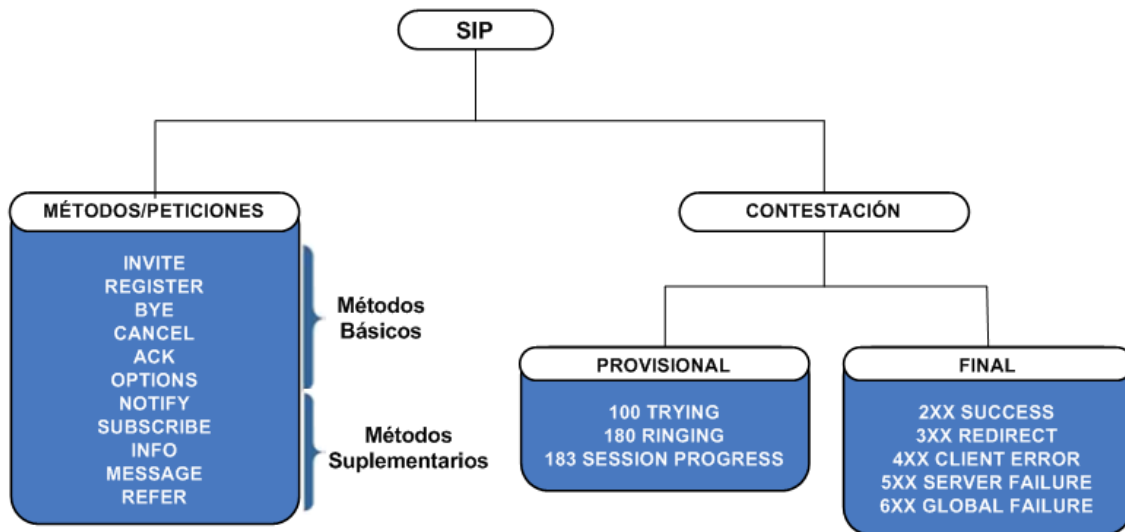 SIP
MÉTODOS/PETICIONES
INVITE
REGISTER
BYE
CANCEL
ACK
OPTIONS
NOTIFY
SUBSCRIBE
INFO
MESSAGE
REFER
Métodos
Básicos
Métodos
Suplementarios
CONTESTACIÓN
PROVISIONAL
100 TRYING
180 RINGING
183 SESSION PROGRESS
FINAL
2XX SUCCESS
3XX REDIRECT
4XX CLIENT ERROR
5XX SERVER FAILURE
6XX GLOBAL FAILURE